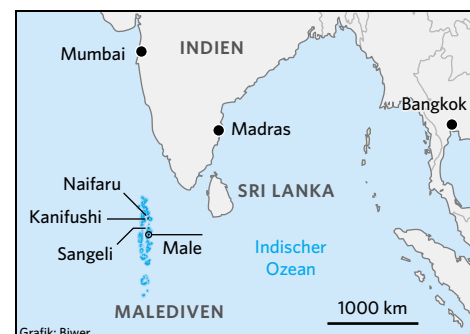 INDIEN
Mumbai
Bangkok
Madras
Naifaru
SRI LANKA
Kanifushi
Sangeli
Male
Indischer
Ozean
MALEDIVEN
1000 km
Grafik: Biwer